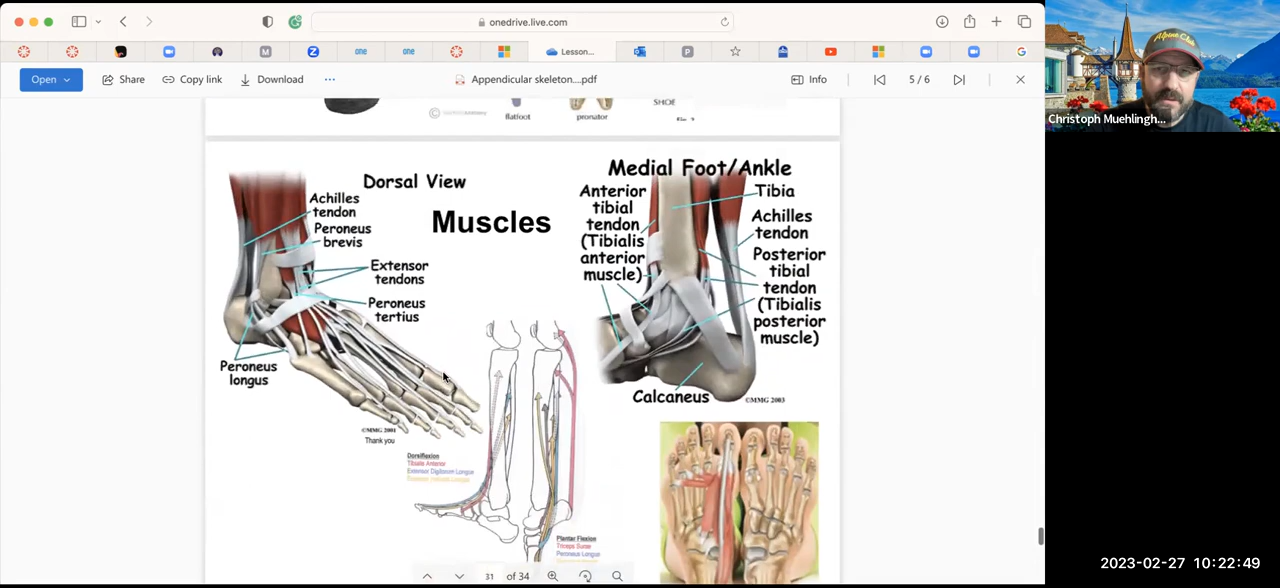 onedrive.live.com
Lesson...
Open
Share
Copy link
Download
Appendicular skeleton....pdf
Info
5 / 6
Alpine Club
Christoph Muehlingh...
flatfoot
pronator
SHOE
Dorsal View
Muscles
Achilles
tendon
Peroneus
brevis
Extensor
tendons
Peroneus
tertius
Peroneus
longus
©MMG 2001
Thank you
Medial Foot/Ankle
Anterior
tibial
tendon
(Tibialis
anterior
muscle)
Tibia
Achilles
tendon
Posterior
tibial
tendon
(Tibialis
posterior
muscle)
Calcaneus
©MMG 2003
Dorsiflexion
Tibialis Anterior
Extensor Digitorum Longus
Plantar Flexion
Triceps Surae
Peroneus Longus
31 of 34
2023-02-27 10:22:49